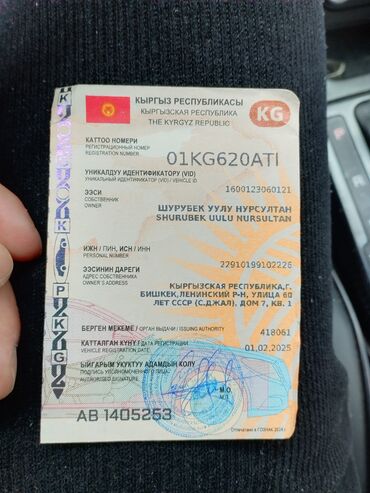 КЫРГЫЗ РЕСПУБЛИКАСЫ
КЫРГЫЗСКАЯ РЕСПУБЛИКА
THE KYRGYZ REPUBLIC
KG
КАТТОО НОМЕРИ
РЕГИСТРАЦИОННЫЙ НОМЕР
REGISTRATION NUMBER
01KG620ATI
УНИКАЛДУУ ИДЕНТИФИКАТОРУ (VID)
УНИКАЛЬНЫЙ ИДЕНТИФИКАТОР (VID) / VEHICLE ID
1600123060121
ЭЭСИ
СОБСТВЕННИК
OWNER
ШУРУБЕК УУЛУ НУРСУЛТАН
SHURUBEK UULU NURSULTAN
ИЖН / ПИН, ИСН / ИНН
PERSONAL NUMBER
22910199102226
ЭЭСИНИН ДАРЕГИ
АДРЕС СОБСТВЕННИКА
OWNER'S ADDRESS
КЫРГЫЗСКАЯ РЕСПУБЛИКА,Г.
БИШКЕК,ЛЕНИНСКИЙ Р-Н, УЛИЦА 60
ЛЕТ СССР (С.ДЖАЛ), ДОМ 7, КВ. 1
БЕРГЕН МЕКЕМЕ / ОРГАН ВЫДАЧИ / ISSUING AUTHORITY
418061
КАТТАЛГАН КҮНҮ / ДАТА РЕГИСТРАЦИИ
VEHICLE REGISTRATION DATE
01.02.2025
ЫЙГАРЫМ УКУКТУУ АДАМДЫН КОЛУ
ПОДПИСЬ УПОЛНОМОЧЕННОГО ЛИЦА
AUTHORISED SIGNATURE
М.О.
М.П.
AB 1405253